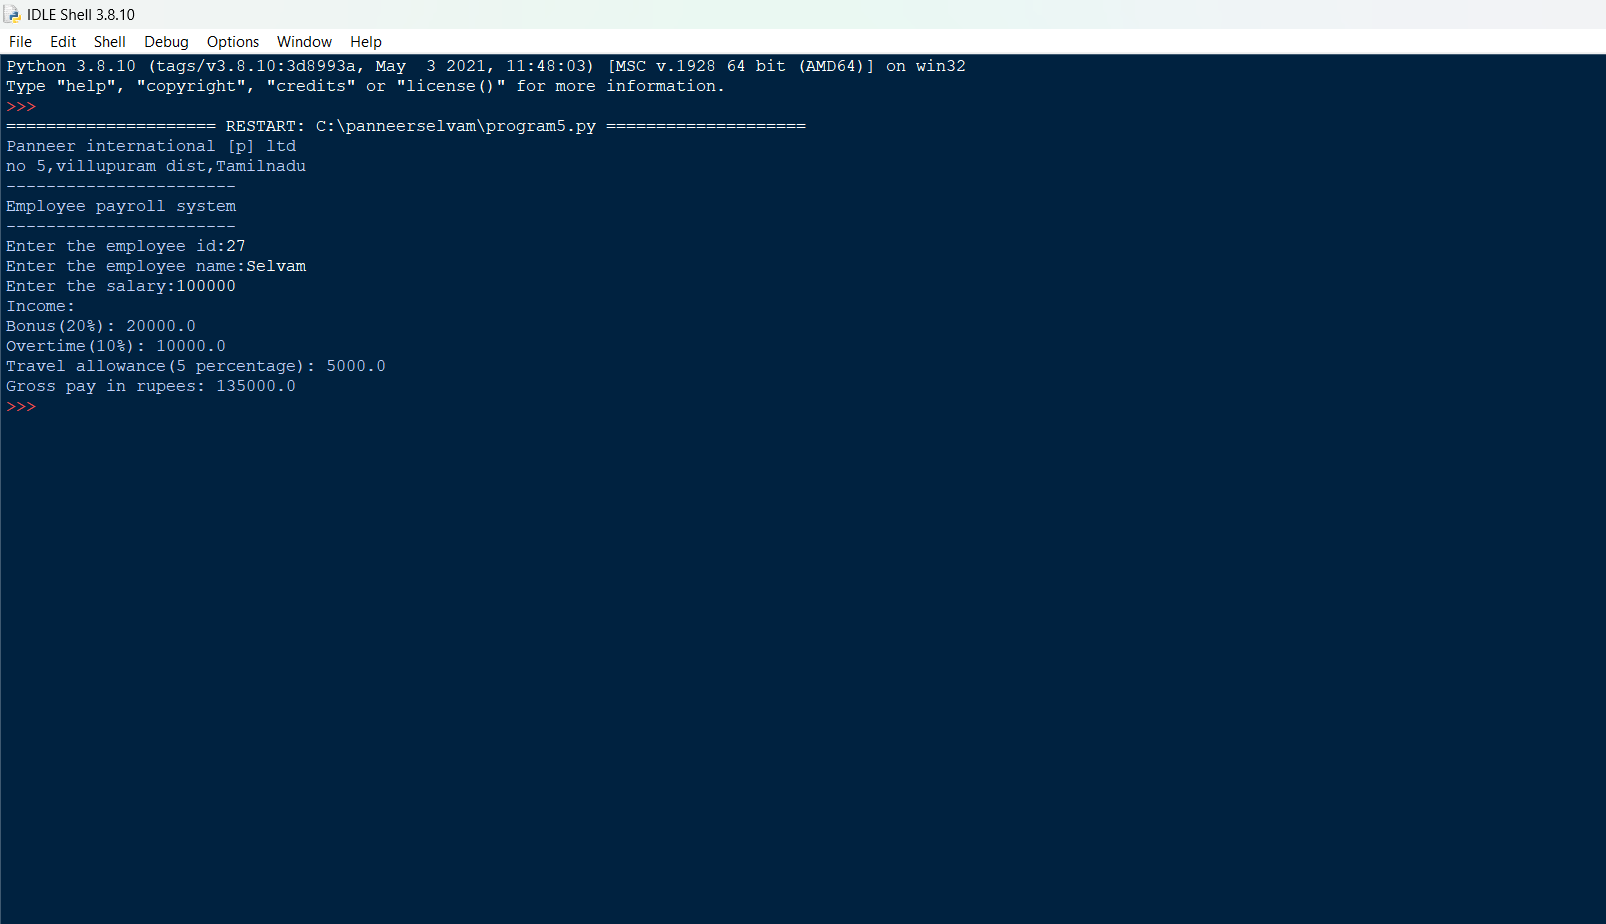 IDLE Shell 3.8.10
File Edit Shell Debug Options Window Help
Python 3.8.10 (tags/v3.8.10:3d8993a, May  3 2021, 11:48:03) [MSC v.1928 64 bit (AMD64)] on win32
Type "help", "copyright", "credits" or "license()" for more information.
>>>
===================== RESTART: C:\panneerselvam\program5.py ====================
Panneer international [p] ltd
no 5,villupuram dist,Tamilnadu
-----------------------
Employee payroll system
-----------------------
Enter the employee id:27
Enter the employee name:Selvam
Enter the salary:100000
Income:
Bonus(20%): 20000.0
Overtime(10%): 10000.0
Travel allowance(5 percentage): 5000.0
Gross pay in rupees: 135000.0
>>>